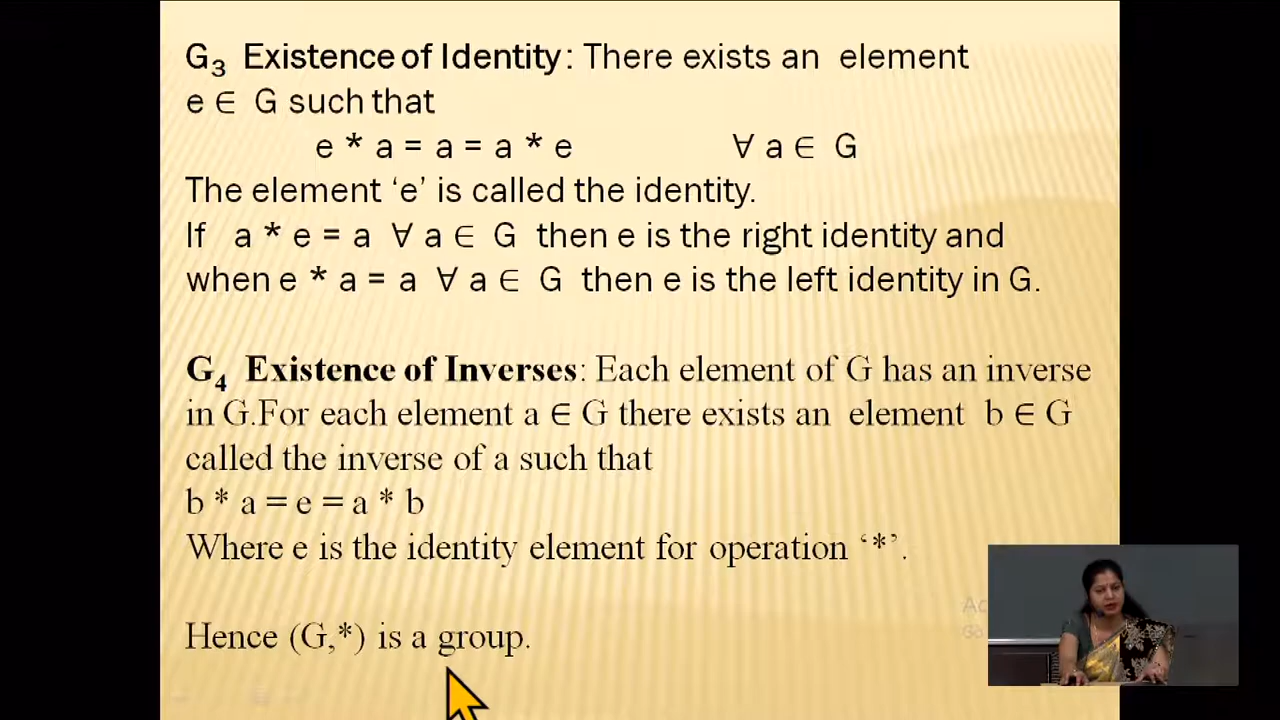 G₃ Existence of Identity: There exists an element
e ∈ G such that
e * a = a = a * e ∀ a ∈ G
The element ‘e’ is called the identity.
If a * e = a ∀ a ∈ G then e is the right identity and
when e * a = a ∀ a ∈ G then e is the left identity in G.
G₄ Existence of Inverses: Each element of G has an inverse
in G.For each element a ∈ G there exists an element b ∈ G
called the inverse of a such that
b * a = e = a * b
Where e is the identity element for operation ‘*’.
Hence (G,*) is a group.